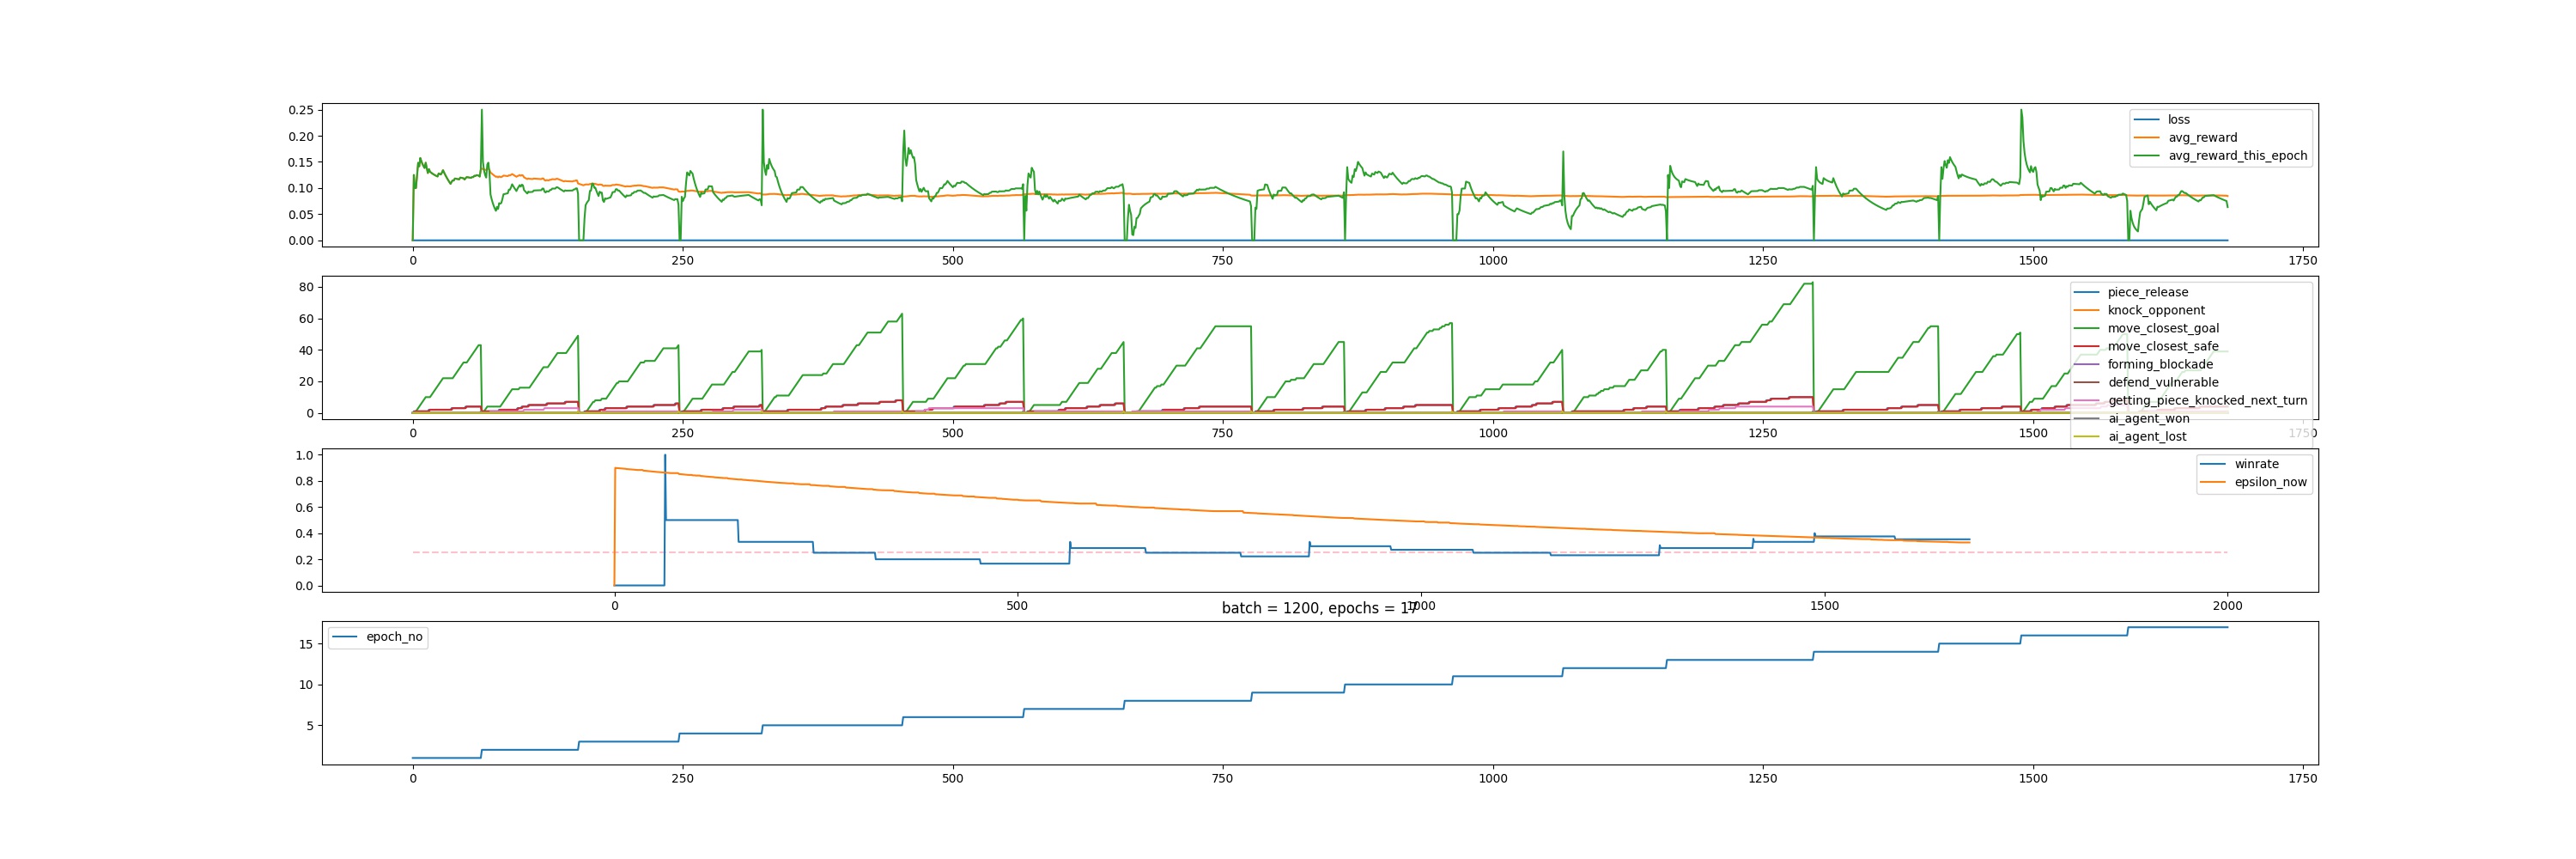 0.25
0.20
0.15
0.10
0.05
0.00
loss
avg_reward
avg_reward_this_epoch
0 250 500 750 1000 1250 1500 1750
80
60
40
20
0
piece_release
knock_opponent
move_closest_goal
move_closest_safe
forming_blockade
defend_vulnerable
getting_piece_knocked_next_turn
ai_agent_won
ai_agent_lost
0 250 500 750 1000 1250 1500 1750
1.0
0.8
0.6
0.4
0.2
0.0
winrate
epsilon_now
0 500 1000 1500 2000
batch = 1200, epochs = 17
15
10
5
epoch_no
0 250 500 750 1000 1250 1500 1750